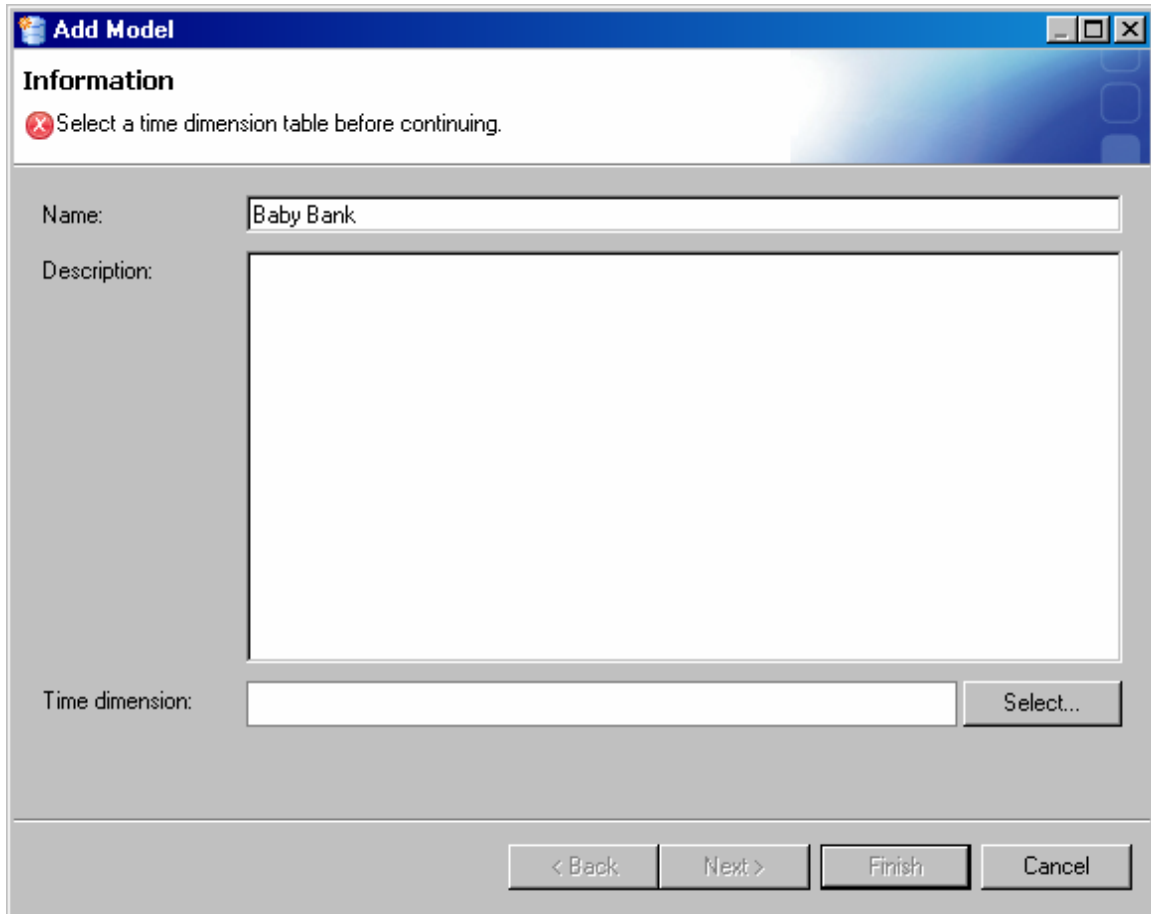 Add Model
Information
Select a time dimension table before continuing.
Name: Baby Bank
Description:
Time dimension: Select...
< Back Next > Finish Cancel